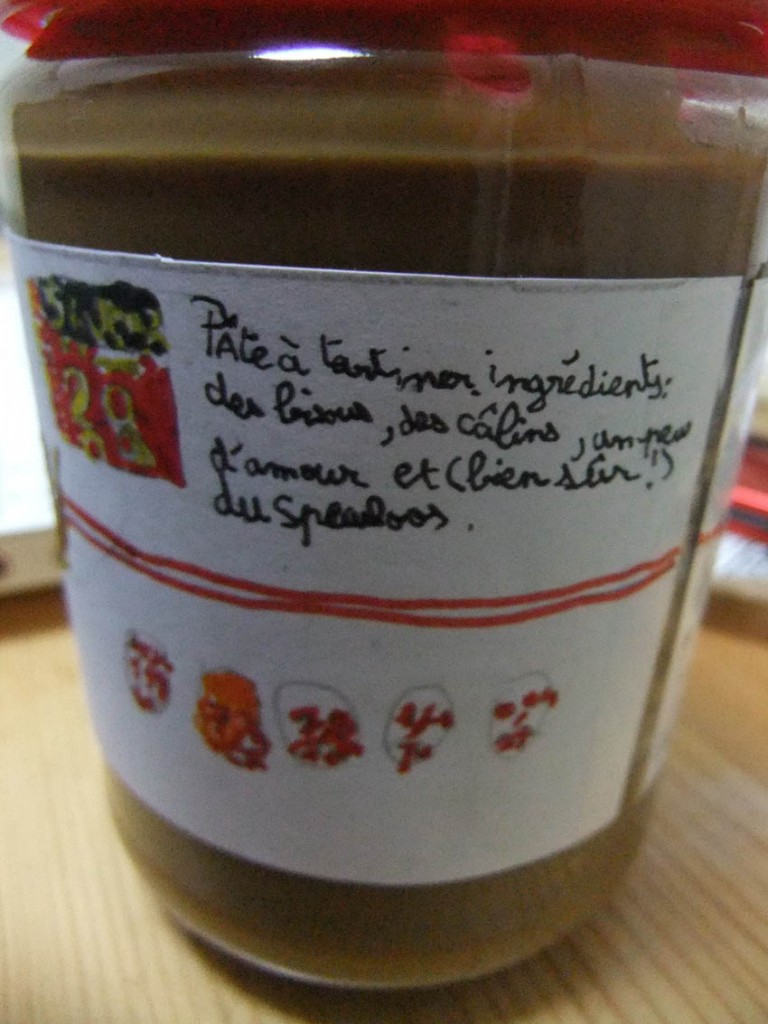 Pâte à tartiner. ingrédients:
des bisous, des câlins, un peu
d'amour et (bien sûr!)
du Speculoos.